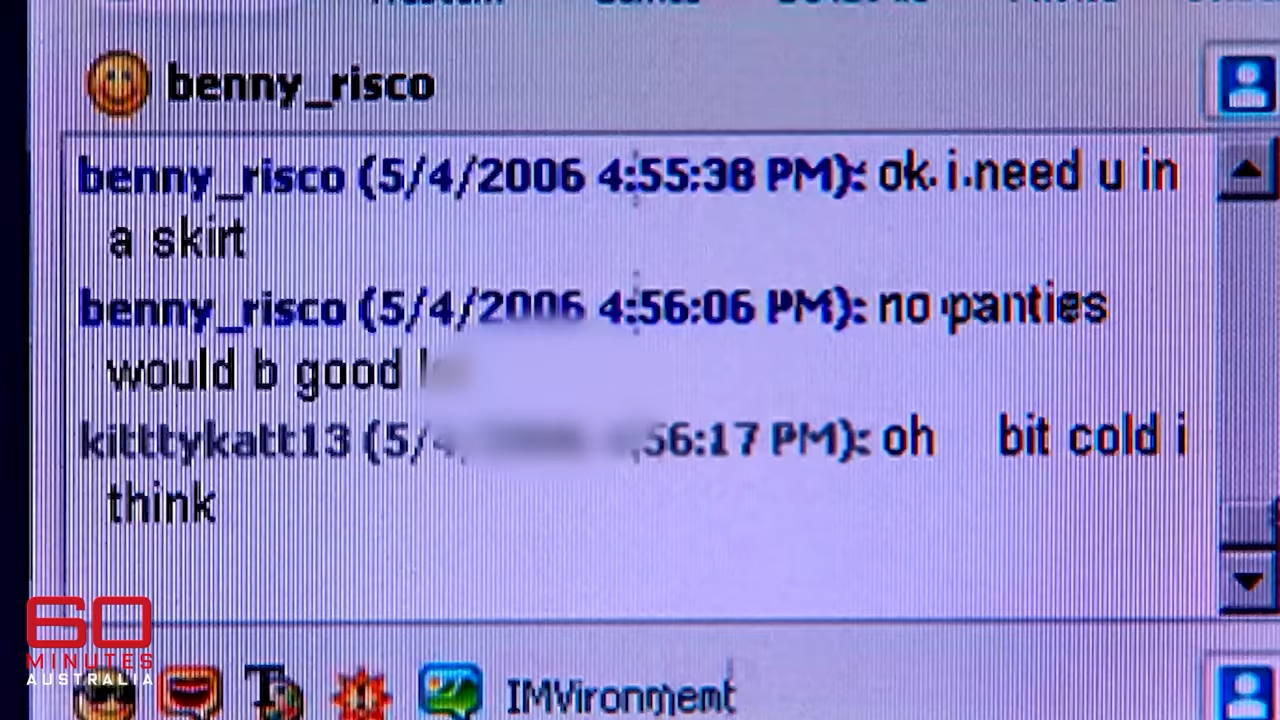 benny_risco
benny_risco (5/4/2006 4:55:38 PM): ok i need u in
a skirt
benny_risco (5/4/2006 4:56:06 PM): no panties
would b good
kitttykatt13 (5/ 56:17 PM): oh bit cold i
think
60
MINUTES
AUSTRALIA
IMVironment